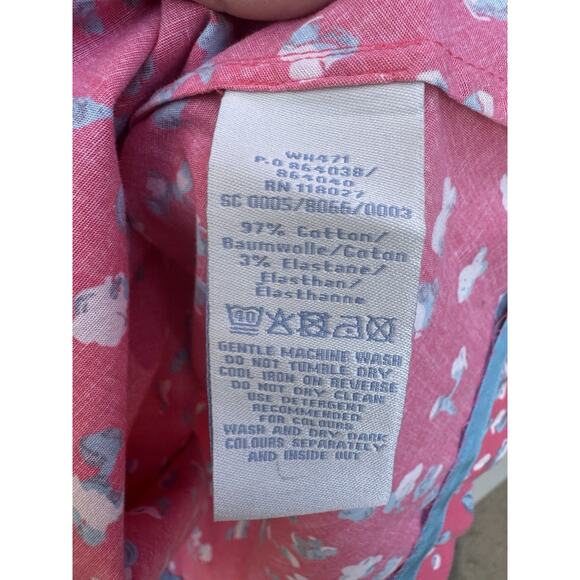 WH471
P.O 864038/
864040
RN 118027
SC 0005/8066/0003
97% Cotton/
Baumwolle/Coton
3% Elastane/
Elasthan/
Élasthanne
40
GENTLE MACHINE WASH
DO NOT TUMBLE DRY
COOL IRON ON REVERSE
DO NOT DRY CLEAN
USE DETERGENT
RECOMMENDED
FOR COLOURS
WASH AND DRY DARK
COLOURS SEPARATELY
AND INSIDE OUT